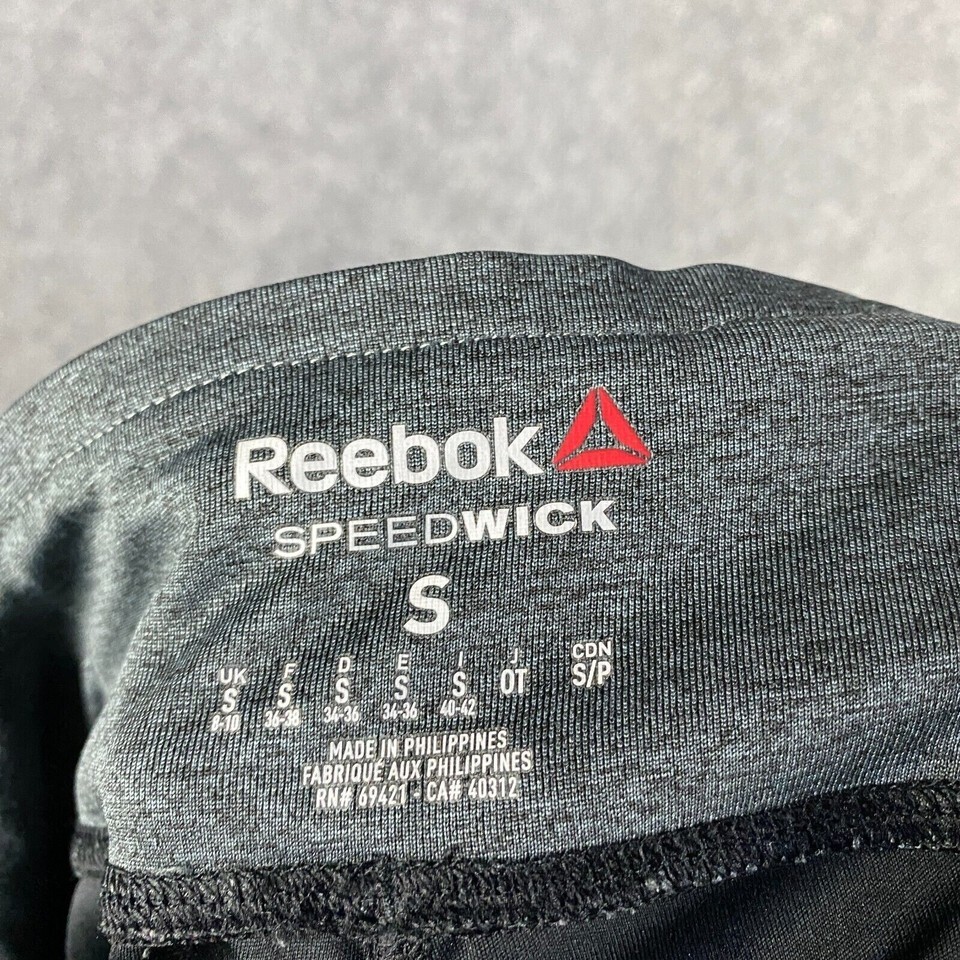 Reebok
SPEEDWICK
S
UK F D E I J CDN
S S S S S OT S/P
8-10 36-38 34-36 34-36 40-42
MADE IN PHILIPPINES
FABRIQUÉ AUX PHILIPPINES
RN# 69421 - CA# 40312